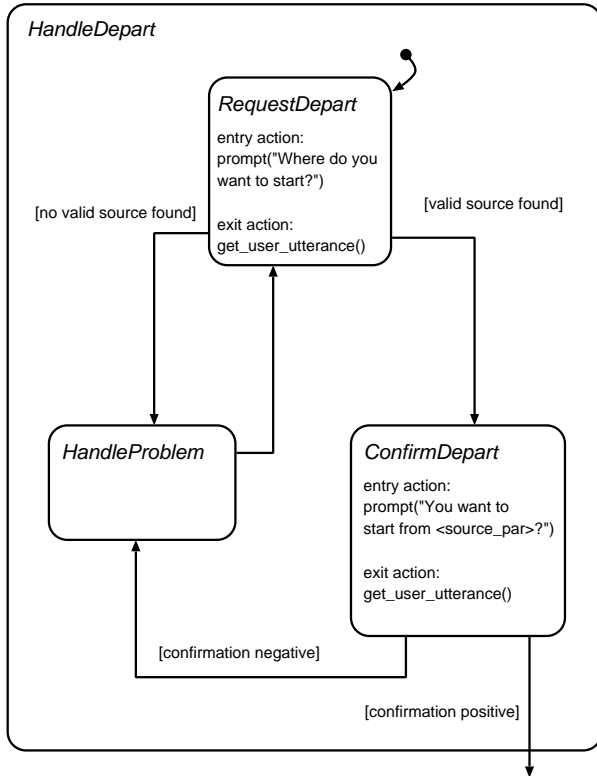 HandleDepart
RequestDepart
entry action:
prompt("Where do you
want to start?")
exit action:
get_user_utterance()
[no valid source found]
[valid source found]
HandleProblem
ConfirmDepart
entry action:
prompt("You want to
start from <source_par>?")
exit action:
get_user_utterance()
[confirmation negative]
[confirmation positive]